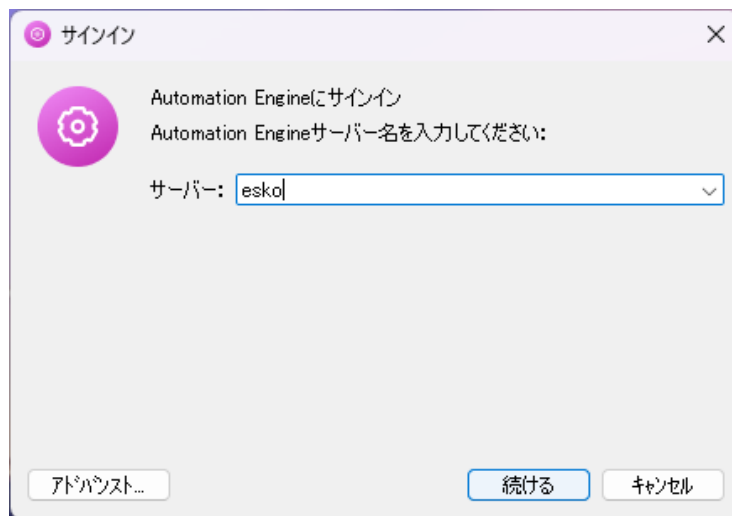 サインイン
Automation Engineにサインイン
Automation Engineサーバー名を入力してください:
サーバー: esko
アドバンスト...
続ける
キャンセル